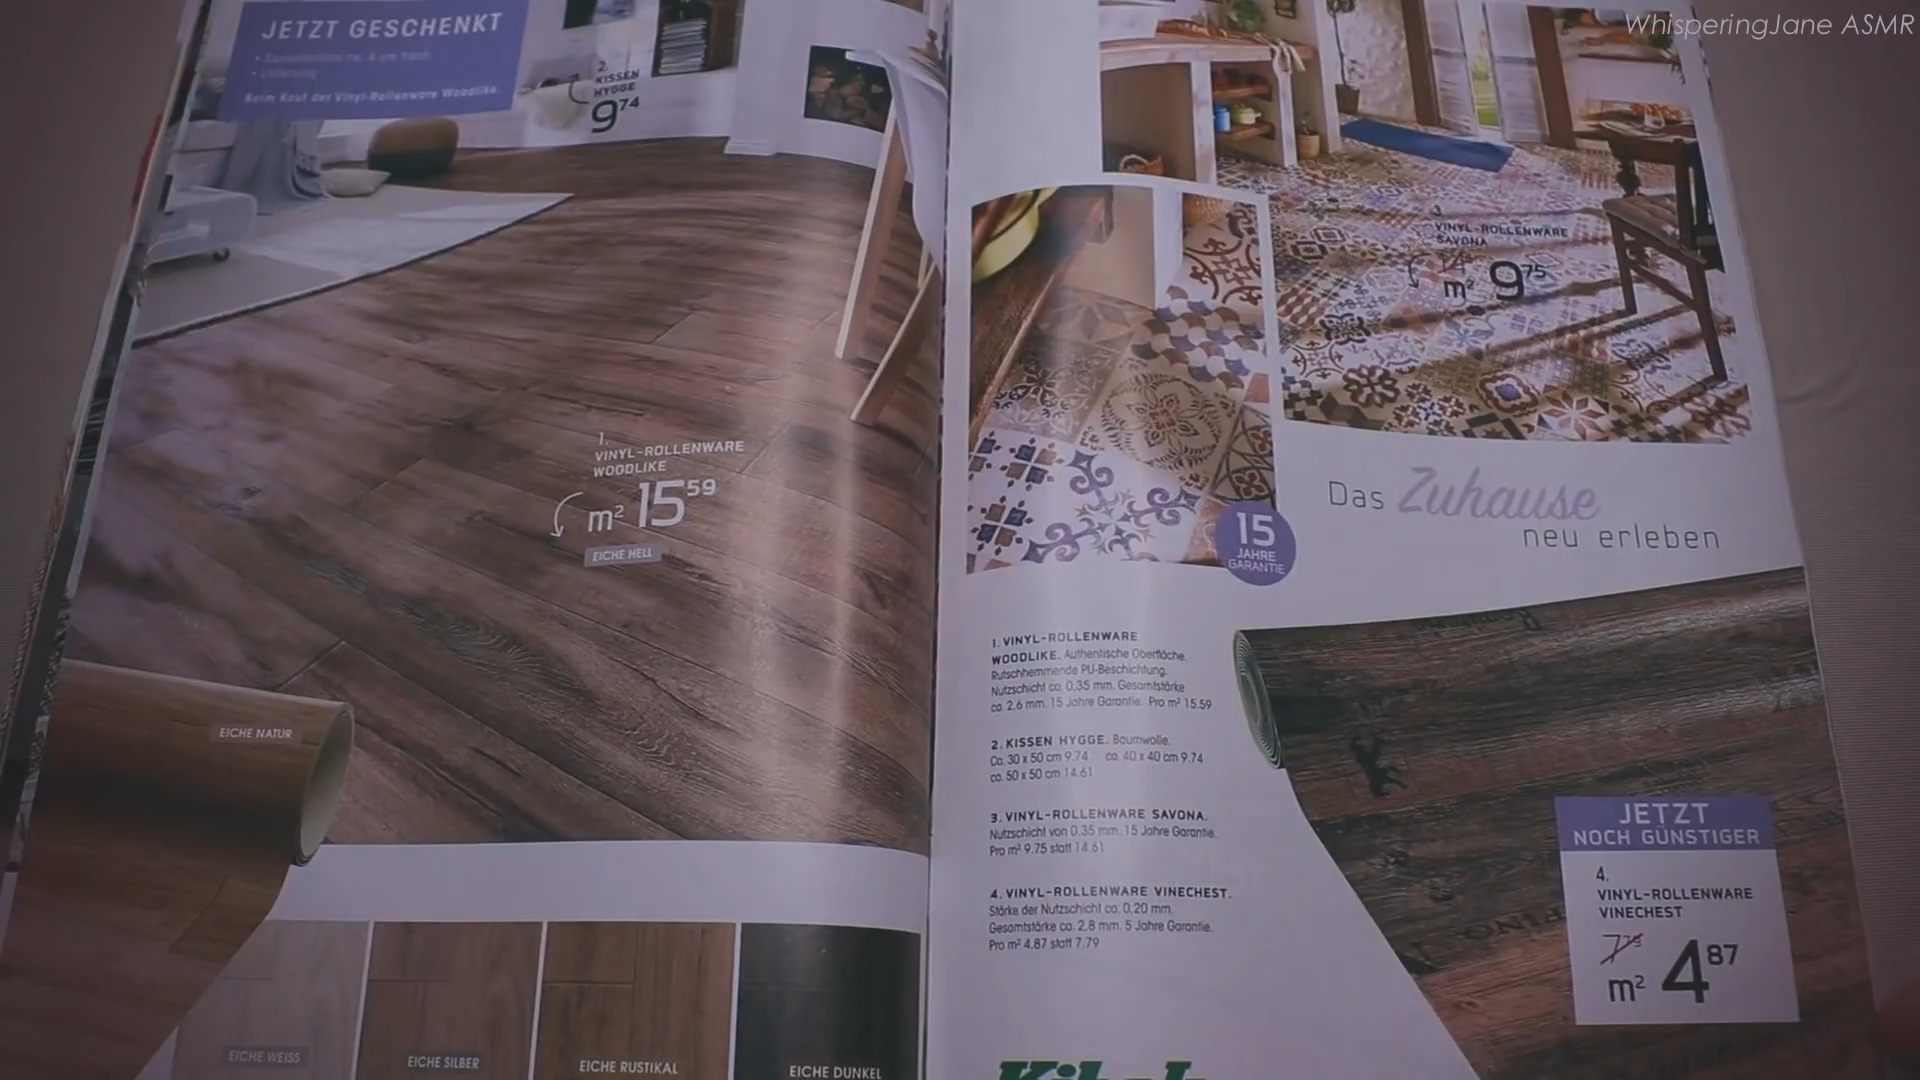 WhisperingJane ASMR
JETZT GESCHENKT
• Lieferung
Beim Kauf der Vinyl-Rollenware Woodlike.
2.
KISSEN
HYGGE
9 74
1.
VINYL-ROLLENWARE
WOODLIKE
m² 15 59
EICHE HELL
EICHE NATUR
EICHE WEISS
EICHE SILBER
EICHE RUSTIKAL
EICHE DUNKEL
3.
VINYL-ROLLENWARE
SAVONA
m² 9 75
Das Zuhause
neu erleben
15
JAHRE
GARANTIE
1. VINYL-ROLLENWARE
WOODLIKE. Authentische Oberfläche.
Rutschhemmende PU-Beschichtung.
Nutzschicht ca. 0,35 mm. Gesamtstärke
ca. 2,6 mm. 15 Jahre Garantie. Pro m² 15.59
2. KISSEN HYGGE. Baumwolle.
Ca. 30 x 50 cm 9.74 ca. 40 x 40 cm 9.74
ca. 50 x 50 cm 14.61
3. VINYL-ROLLENWARE SAVONA.
Nutzschicht von 0,35 mm. 15 Jahre Garantie.
Pro m² 9.75 statt 14.61
4. VINYL-ROLLENWARE VINECHEST.
Stärke der Nutzschicht ca. 0,20 mm.
Gesamtstärke ca. 2,8 mm. 5 Jahre Garantie.
Pro m² 4.87 statt 7.79
JETZT
NOCH GÜNSTIGER
4.
VINYL-ROLLENWARE
VINECHEST
7 79
m² 4 87